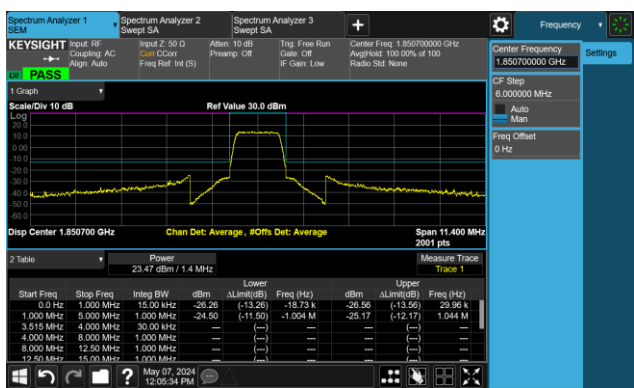 Spectrum Analyzer 1
SEM
Spectrum Analyzer 2
Swept SA
Spectrum Analyzer 3
Swept SA
+
Frequency
KEYSIGHT
Input: RF
Coupling: AC
Align: Auto
Input Z: 50 Ω
Corr CCorr
Freq Ref: Int (S)
Atten: 10 dB
Preamp: Off
Trig: Free Run
Gate: Off
IF Gain: Low
Center Freq: 1.850700000 GHz
Avg|Hold: 100.00% of 100
Radio Std: None
PASS
Center Frequency
1.850700000 GHz
Settings
CF Step
6.000000 MHz
Auto
Man
Freq Offset
0 Hz
1 Graph
Scale/Div 10 dB
Ref Value 30.0 dBm
Log
20.0
10.0
0.00
-10.0
-20.0
-30.0
-40.0
-50.0
-60.0
Disp Center 1.850700 GHz
Chan Det: Average, #Offs Det: Average
Span 11.400 MHz
2001 pts
2 Table
Power
23.47 dBm / 1.4 MHz
Measure Trace
Trace 1
Lower
Upper
Start Freq Stop Freq Integ BW dBm ΔLimit(dB) Freq (Hz) dBm ΔLimit(dB) Freq (Hz)
0.0 Hz 1.000 MHz 15.00 kHz -26.26 (-13.26) -18.73 k -26.56 (-13.56) 29.96 k
1.000 MHz 5.000 MHz 1.000 MHz -24.50 (-11.50) -1.004 M -25.17 (-12.17) 1.044 M
3.515 MHz 4.000 MHz 30.00 kHz --- (---) --- --- (---) ---
4.000 MHz 8.000 MHz 1.000 MHz --- (---) --- --- (---) ---
8.000 MHz 12.50 MHz 1.000 MHz --- (---) --- --- (---) ---
12.50 MHz 15.00 MHz 1.000 MHz --- (---) --- --- (---) ---
?
May 07, 2024
12:05:34 PM